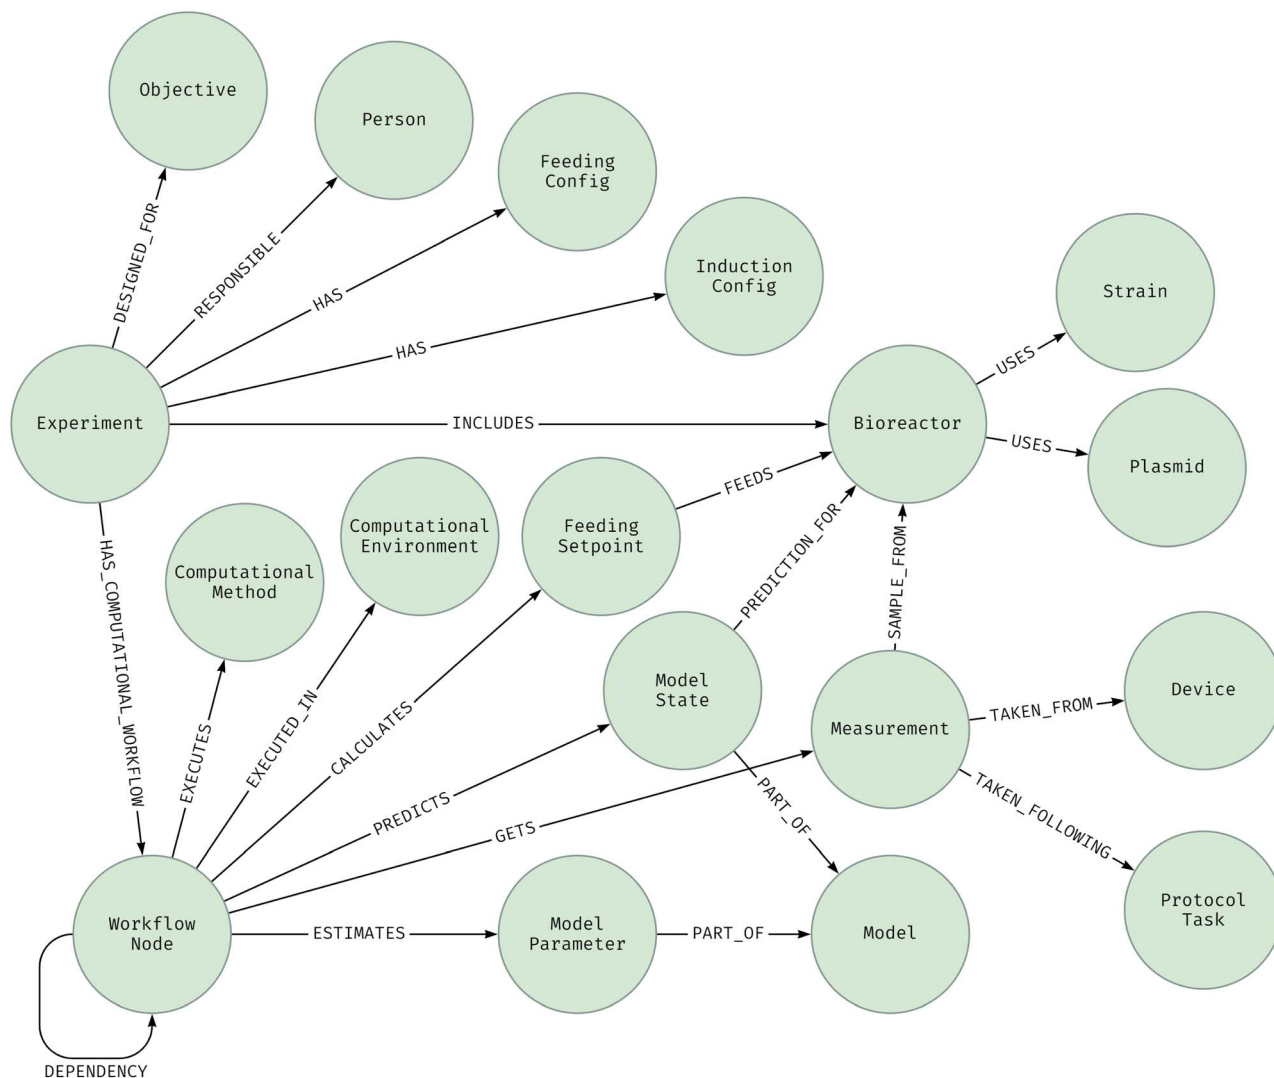 Objective
Person
Feeding
Config
Induction
Config
Strain
DESIGNED_FOR
RESPONSIBLE
HAS
HAS
USES
Experiment
INCLUDES
Bioreactor
USES
Plasmid
FEEDS
Computational
Environment
Feeding
Setpoint
Computational
Method
HAS_COMPUTATIONAL_WORKFLOW
PREDICTION_FOR
SAMPLE_FROM
Model
State
Device
TAKEN_FROM
Measurement
EXECUTES
EXECUTED_IN
CALCULATES
PREDICTS
GETS
PART_OF
TAKEN_FOLLOWING
Protocol
Task
Workflow
Node
ESTIMATES
Model
Parameter
PART_OF
Model
DEPENDENCY